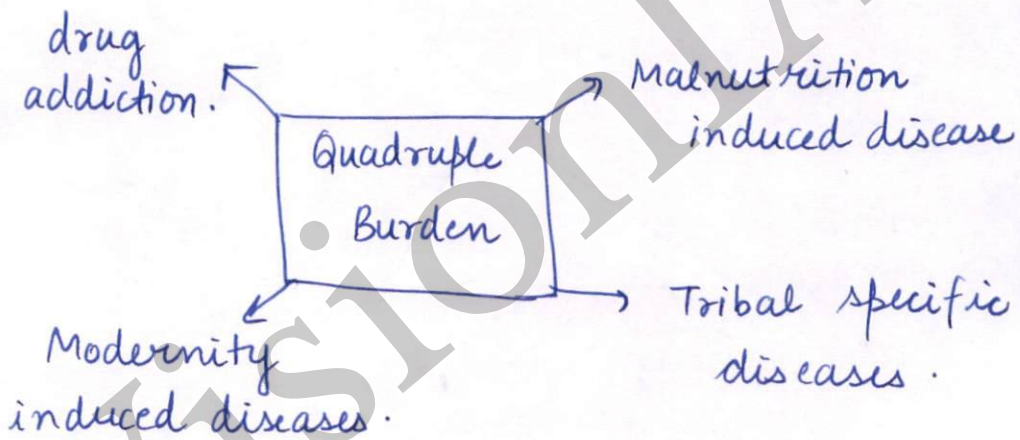 drug
addiction.
Malnutrition
induced disease
Quadruple
Burden
Modernity
induced diseases.
Tribal specific
diseases.